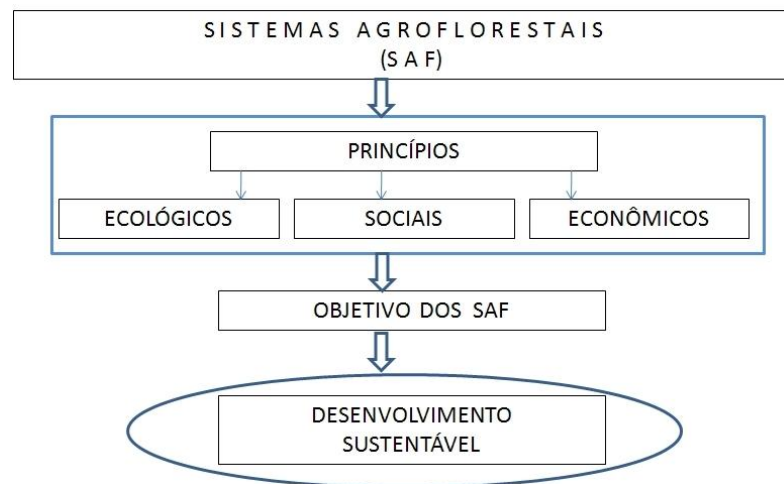 SISTEMAS AGROFLORESTAIS
(SAF)
PRINCÍPIOS
ECOLÓGICOS
SOCIAIS
ECONÔMICOS
OBJETIVO DOS SAF
DESENVOLVIMENTO
SUSTENTÁVEL